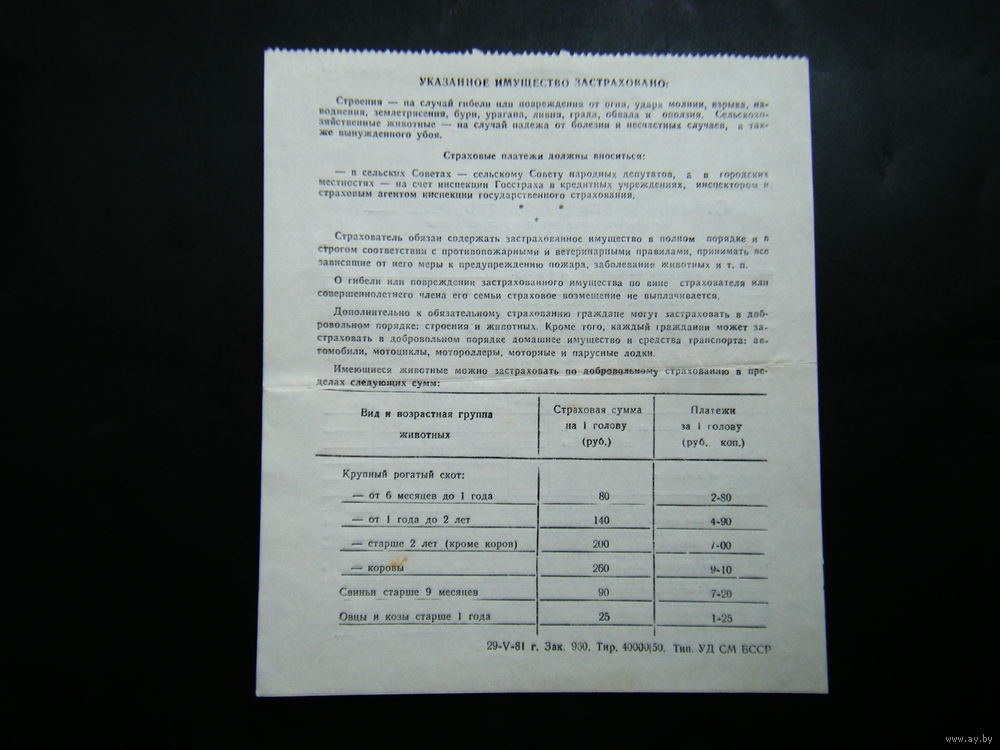 УКАЗАННОЕ ИМУЩЕСТВО ЗАСТРАХОВАНО:
Строения — на случай гибели или повреждения от огня, удара молнии, взрыва, на-
воднения, землетрясения, бури, урагана, ливня, града, обвала и оползня. Сельскохо-
зяйственные животные — на случай падежа от болезни и несчастных случаев, а так-
же вынужденного убоя.
Страховые платежи должны вноситься:
— в сельских Советах — сельскому Совету народных депутатов, а в городских
местностях — на счет инспекции Госстраха в кредитных учреждениях, инспектором и
страховым агентом инспекции государственного страхования.
* *
*
Страхователь обязан содержать застрахованное имущество в полном порядке и в
строгом соответствии с противопожарными и ветеринарными правилами, принимать все
зависящие от него меры к предупреждению пожара, заболевания животных и т. п.
О гибели или повреждении застрахованного имущества по вине страхователя или
совершеннолетнего члена его семьи страховое возмещение не выплачивается.
Дополнительно к обязательному страхованию граждане могут застраховать в доб-
ровольном порядке: строения и животных. Кроме того, каждый гражданин может за-
страховать в добровольном порядке домашнее имущество и средства транспорта: ав-
томобили, мотоциклы, мотороллеры, моторные и парусные лодки.
Имеющиеся животные можно застраховать по добровольному страхованию в пре-
делах следующих сумм:
Вид и возрастная группа животных
Страховая сумма на 1 голову (руб.)
Платежи за 1 голову (руб. коп.)
Крупный рогатый скот:
— от 6 месяцев до 1 года 80 2-80
— от 1 года до 2 лет 140 4-90
— старше 2 лет (кроме коров) 200 7-00
— коровы 260 9-10
Свиньи старше 9 месяцев 90 7-20
Овцы и козы старше 1 года 25 1-25
29-V-81 г. Зак. 960. Тир. 40000|50. Тип. УД СМ БССР
www.ay.by